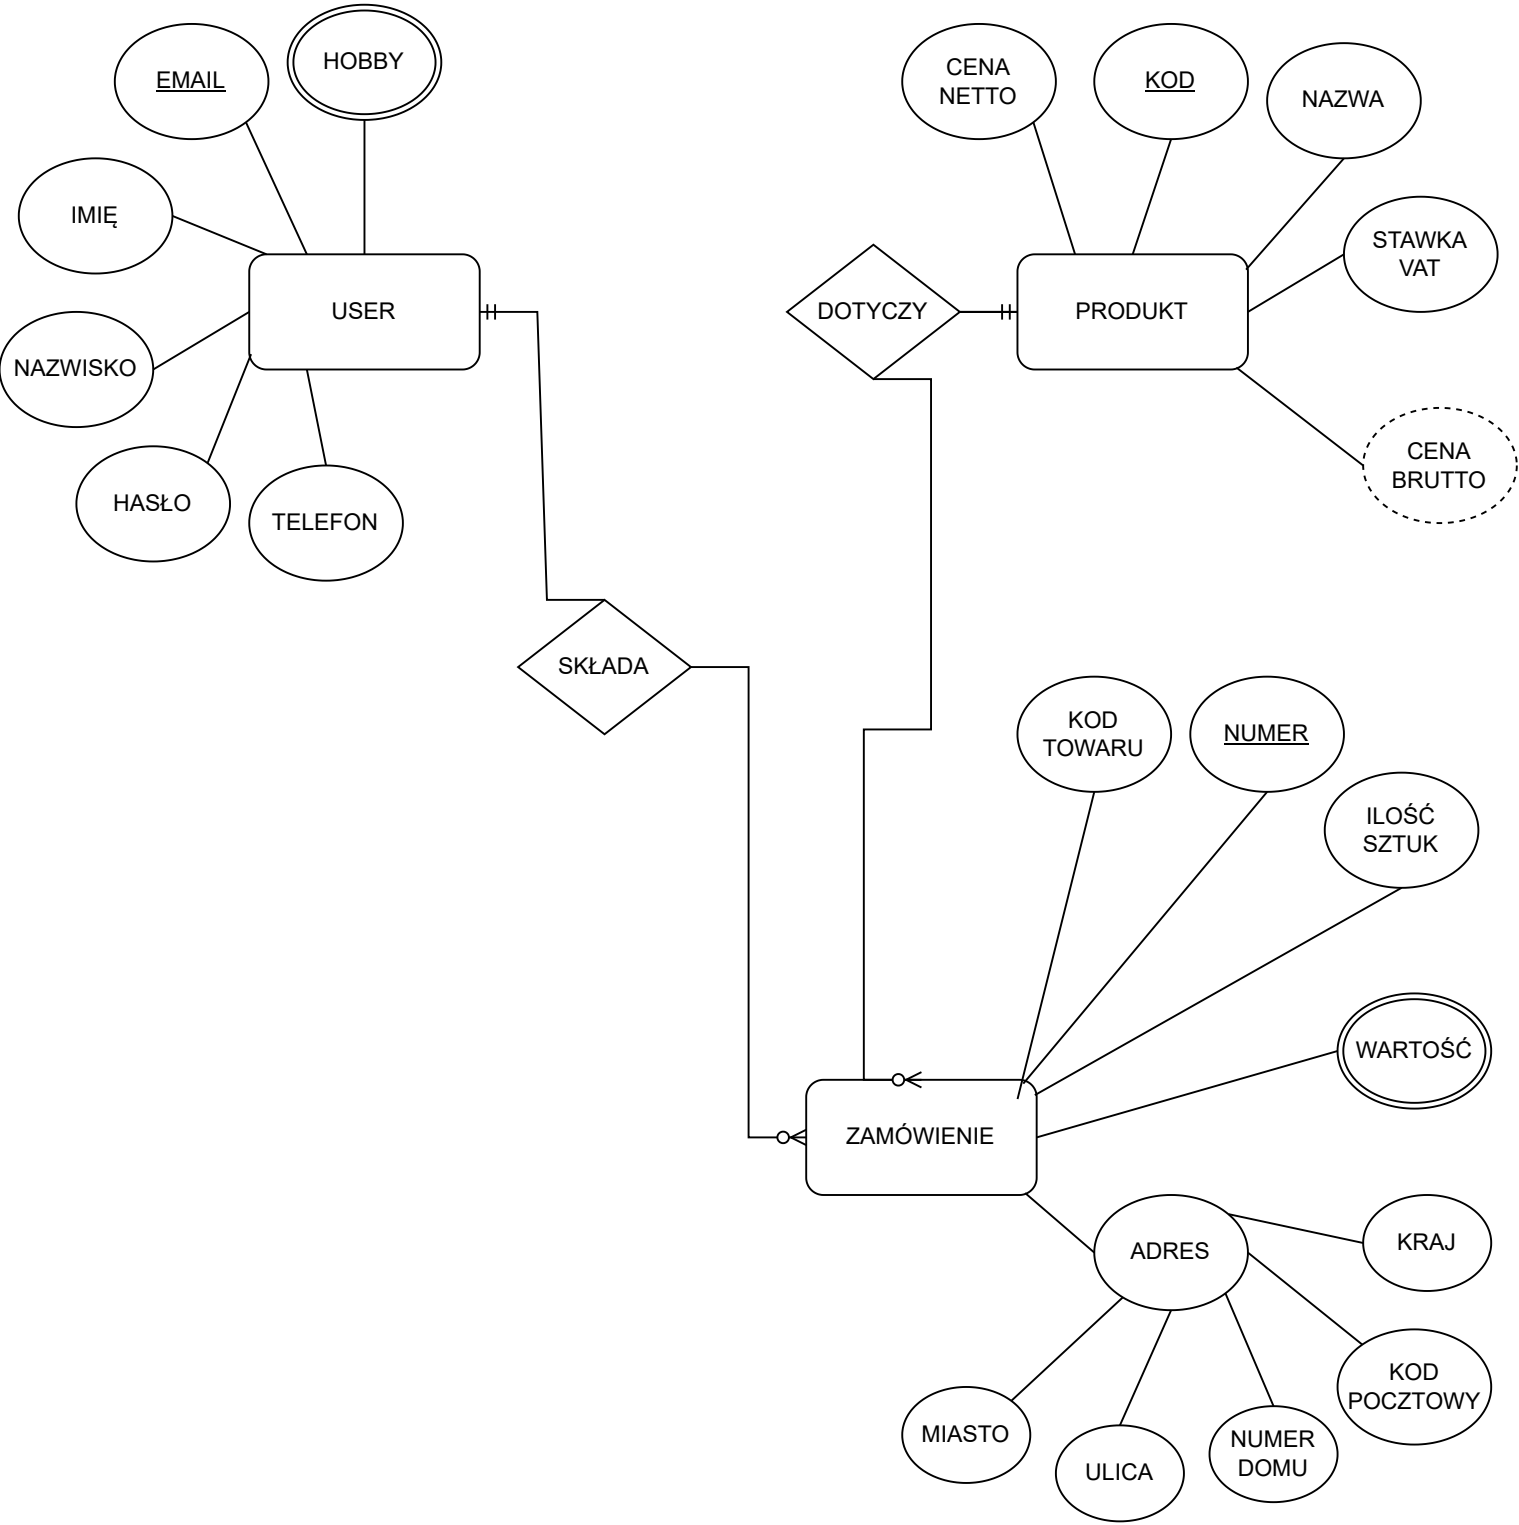 HOBBY
EMAIL
IMIĘ
USER
NAZWISKO
HASŁO
TELEFON
CENA
NETTO
KOD
NAZWA
STAWKA
VAT
DOTYCZY
PRODUKT
CENA
BRUTTO
SKŁADA
KOD
TOWARU
NUMER
ILOŚĆ
SZTUK
WARTOŚĆ
ZAMÓWIENIE
ADRES
KRAJ
KOD
POCZTOWY
MIASTO
ULICA
NUMER
DOMU